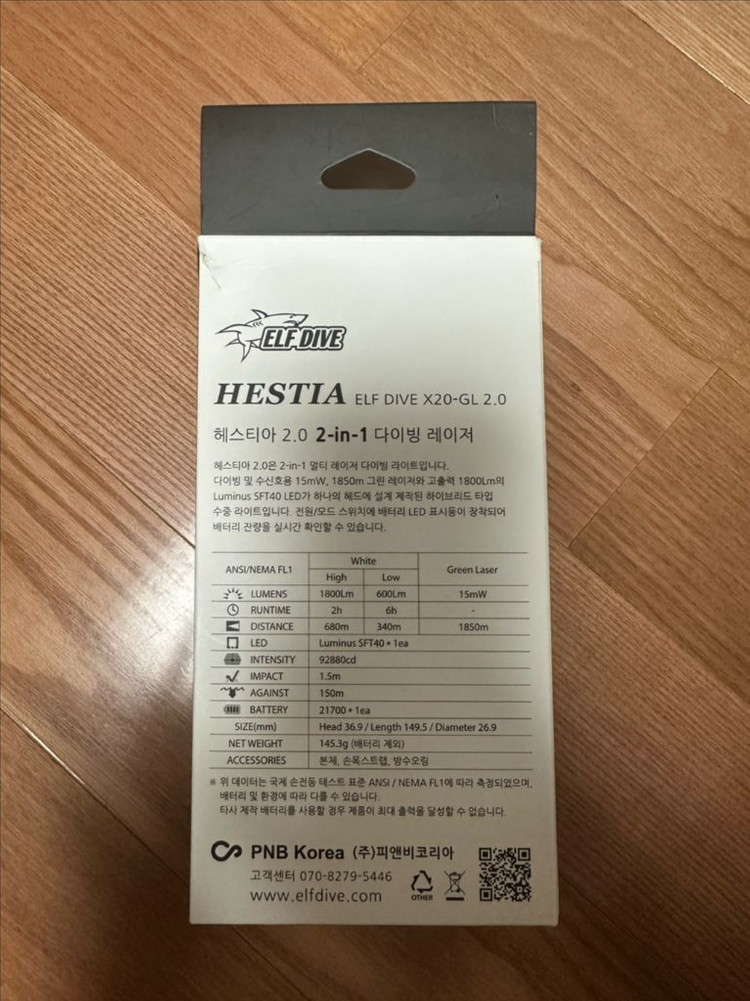 ELF DIVE
HESTIA ELF DIVE X20-GL 2.0
헤스티아 2.0 2-in-1 다이빙 레이저
헤스티아 2.0은 2-in-1 멀티 레이저 다이빙 라이트입니다.
다이빙 및 수신호용 15mW, 1850m 그린 레이저와 고출력 1800Lm의
Luminus SFT40 LED가 하나의 헤드에 설계 제작된 하이브리드 타입
수중 라이트입니다. 전원/모드 스위치에 배터리 LED 표시등이 장착되어
배터리 잔량을 실시간 확인할 수 있습니다.
ANSI/NEMA FL1 White Green Laser
High Low
LUMENS 1800Lm 600Lm 15mW
RUNTIME 2h 6h -
DISTANCE 680m 340m 1850m
LED Luminus SFT40 * 1ea
INTENSITY 92880cd
IMPACT 1.5m
AGAINST 150m
BATTERY 21700 * 1ea
SIZE(mm) Head 36.9 / Length 149.5 / Diameter 26.9
NET WEIGHT 145.3g (배터리 제외)
ACCESSORIES 본체, 손목스트랩, 방수오링
※ 위 데이터는 국제 손전등 테스트 표준 ANSI / NEMA FL1에 따라 측정되었으며,
배터리 및 환경에 따라 다를 수 있습니다.
타사 제작 배터리를 사용할 경우 제품이 최대 출력을 달성할 수 없습니다.
PNB Korea (주)피앤비코리아
고객센터 070-8279-5446
www.elfdive.com
OTHER